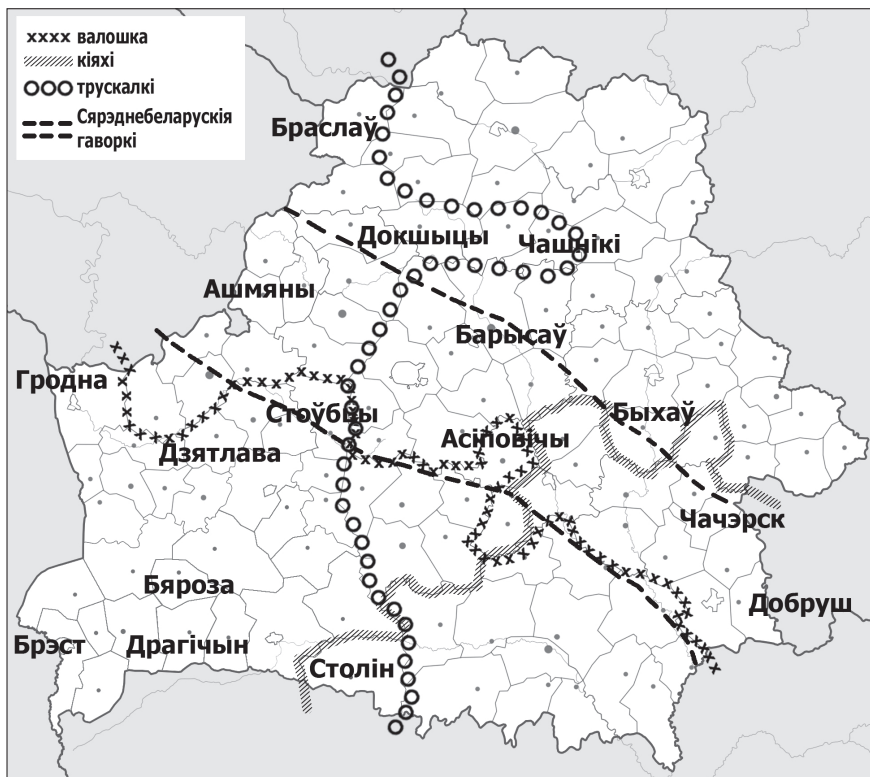 валошка
кіяхі
трускалкі
Сярэднебеларускія
гаворкі
Браслаў
Докшыцы
Чашнікі
Ашмяны
Барысаў
Гродна
Стоўбцы
Быхаў
Асіповічы
Дзятлава
Чачэрск
Бяроза
Добруш
Брэст
Драгічын
Столін